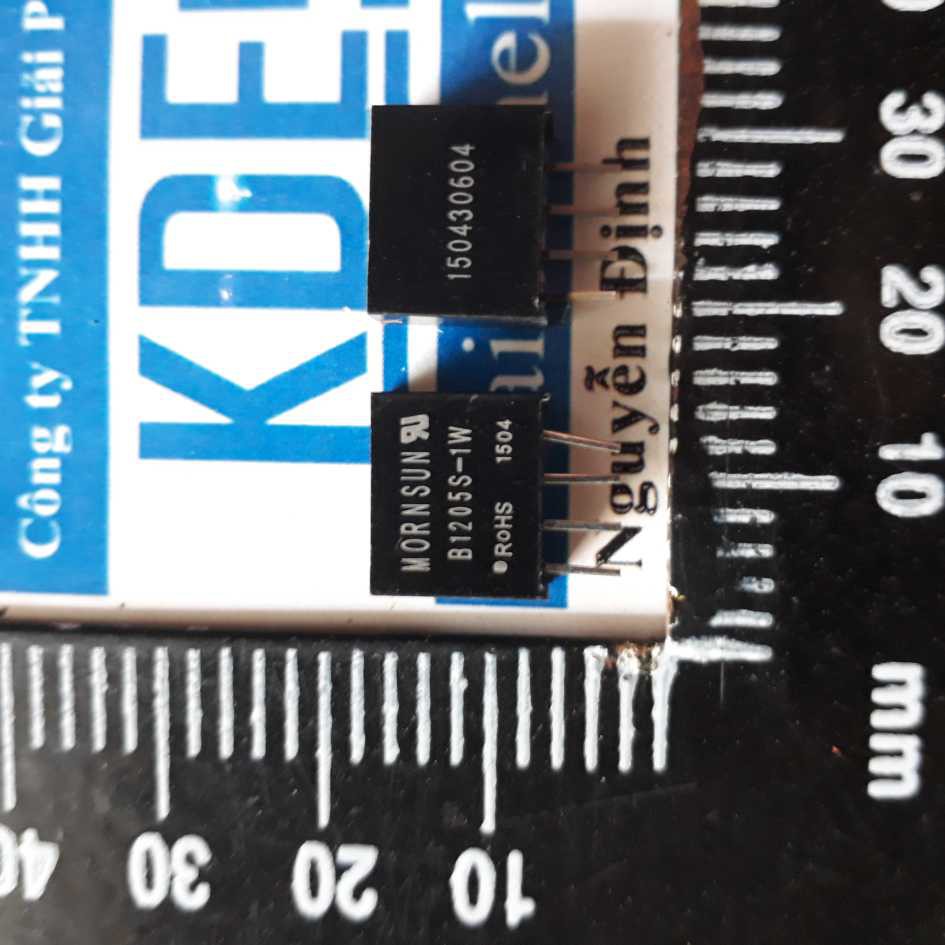 Công ty TNHH Giải P
KDE
150430604
MORNSUN
B1205S-1W
RoHS 1504
Nguyễn Định
30
20
10
mm
40
30
20
10